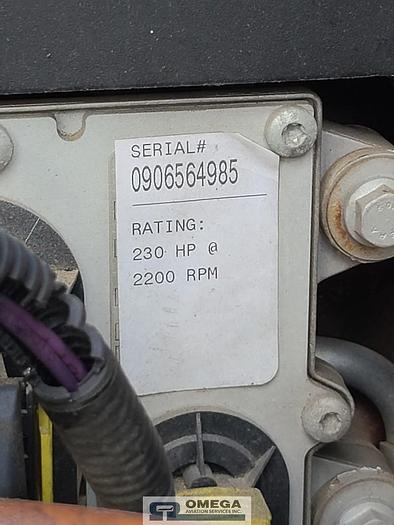 SERIAL#
0906564985
RATING:
230 HP @
2200 RPM
OMEGA
AVIATION SERVICES INC.